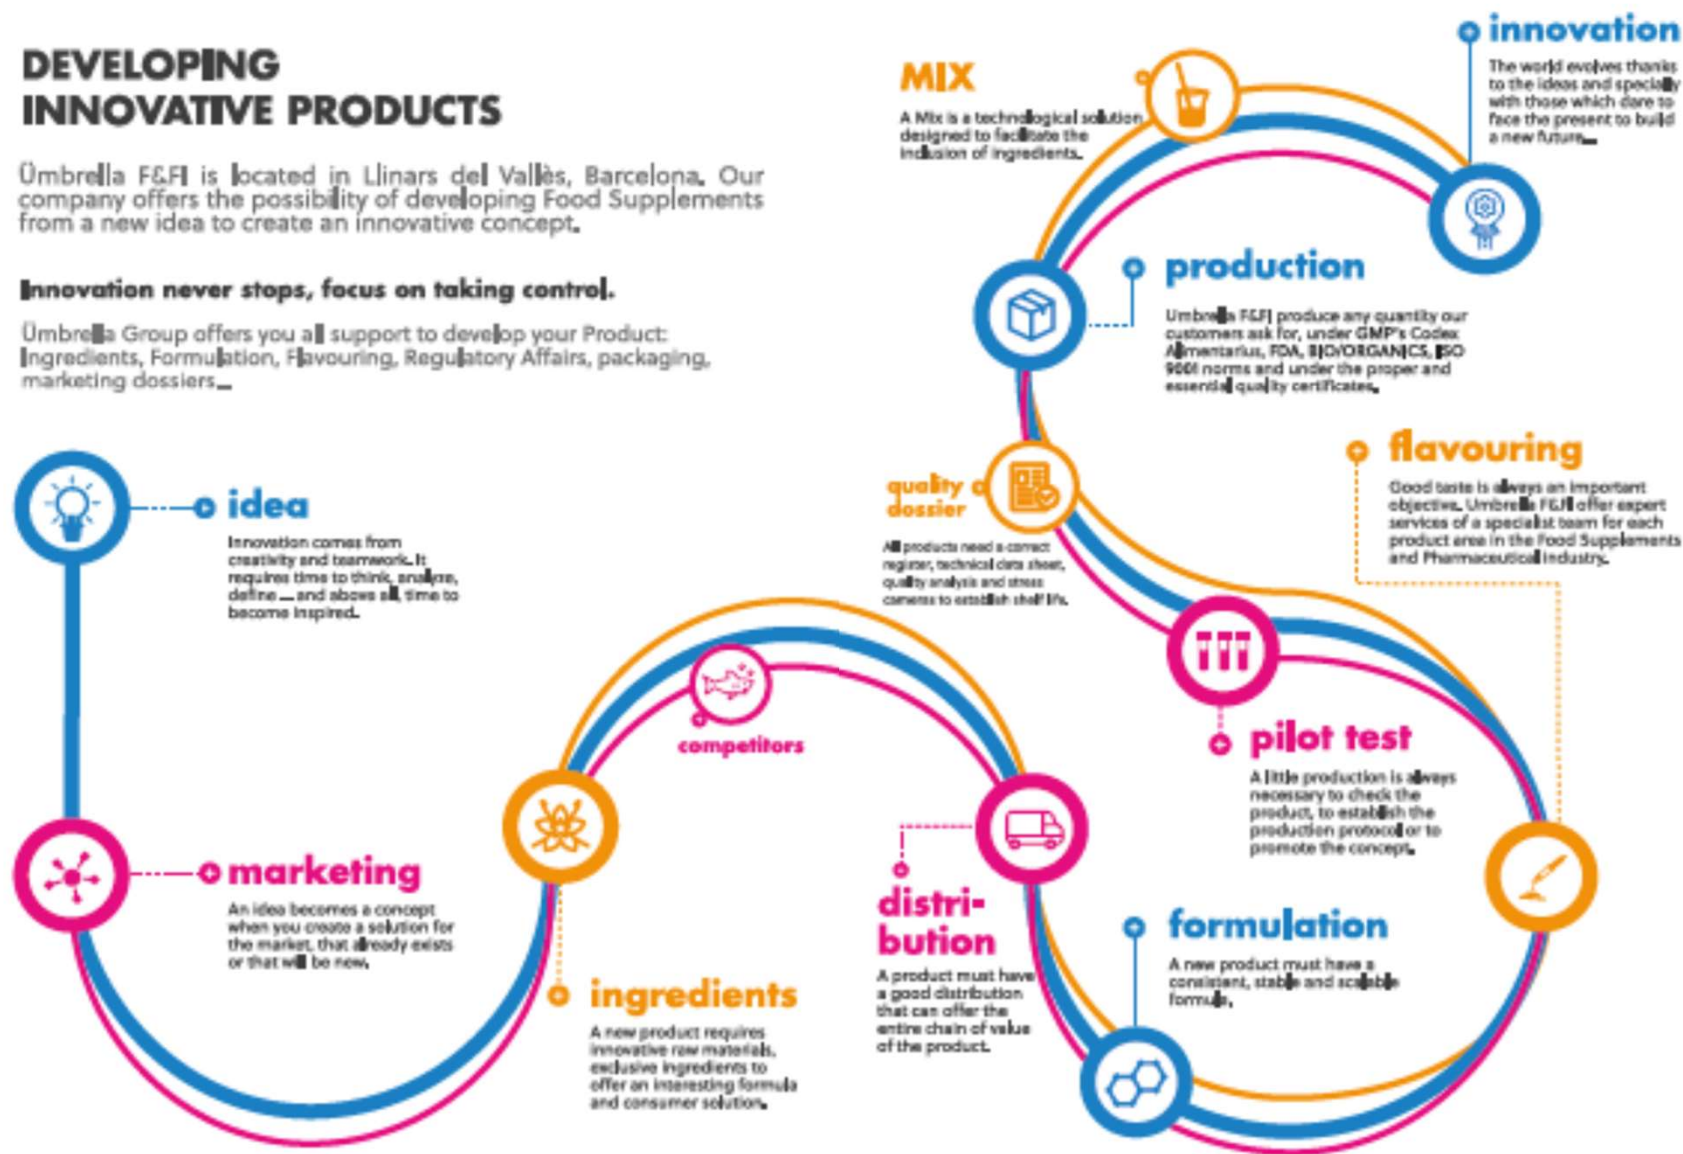 DEVELOPING
INNOVATIVE PRODUCTS
Ümbrella F&FI is located in Llinars del Vallès, Barcelona. Our
company offers the possibility of developing Food Supplements
from a new idea to create an innovative concept.
Innovation never stops, focus on taking control.
Ümbrella Group offers you all support to develop your Product:
Ingredients, Formulation, Flavouring, Regulatory Affairs, packaging,
marketing dossiers...
idea
Innovation comes from
creativity and teamwork. It
requires time to think, analyze,
define ... and above all, time to
become inspired.
marketing
An idea becomes a concept
when you create a solution for
the market, that already exists
or that will be new.
ingredients
A new product requires
innovative raw materials,
exclusive ingredients to
offer an interesting formula
and consumer solution.
competitors
distri-
bution
A product must have
a good distribution
that can offer the
entire chain of value
of the product.
formulation
A new product must have a
consistent, stable and scalable
formula.
flavouring
Good taste is always an important
objective. Umbrella F&FI offer expert
services of a specialist team for each
product area in the Food Supplements
and Pharmaceutical Industry.
pilot test
A little production is always
necessary to check the
product, to establish the
production protocol or to
promote the concept.
quality
dossier
All products need a correct
register, technical data sheet,
quality analysis and stress
cameras to establish shelf life.
production
Umbrella F&FI produce any quantity our
customers ask for, under GMP's Codex
Alimentarius, FDA, BIO/ORGANICS, ISO
9001 norms and under the proper and
essential quality certificates.
MIX
A Mix is a technological solution
designed to facilitate the
inclusion of ingredients.
innovation
The world evolves thanks
to the ideas and specially
with those which dare to
face the present to build
a new future...